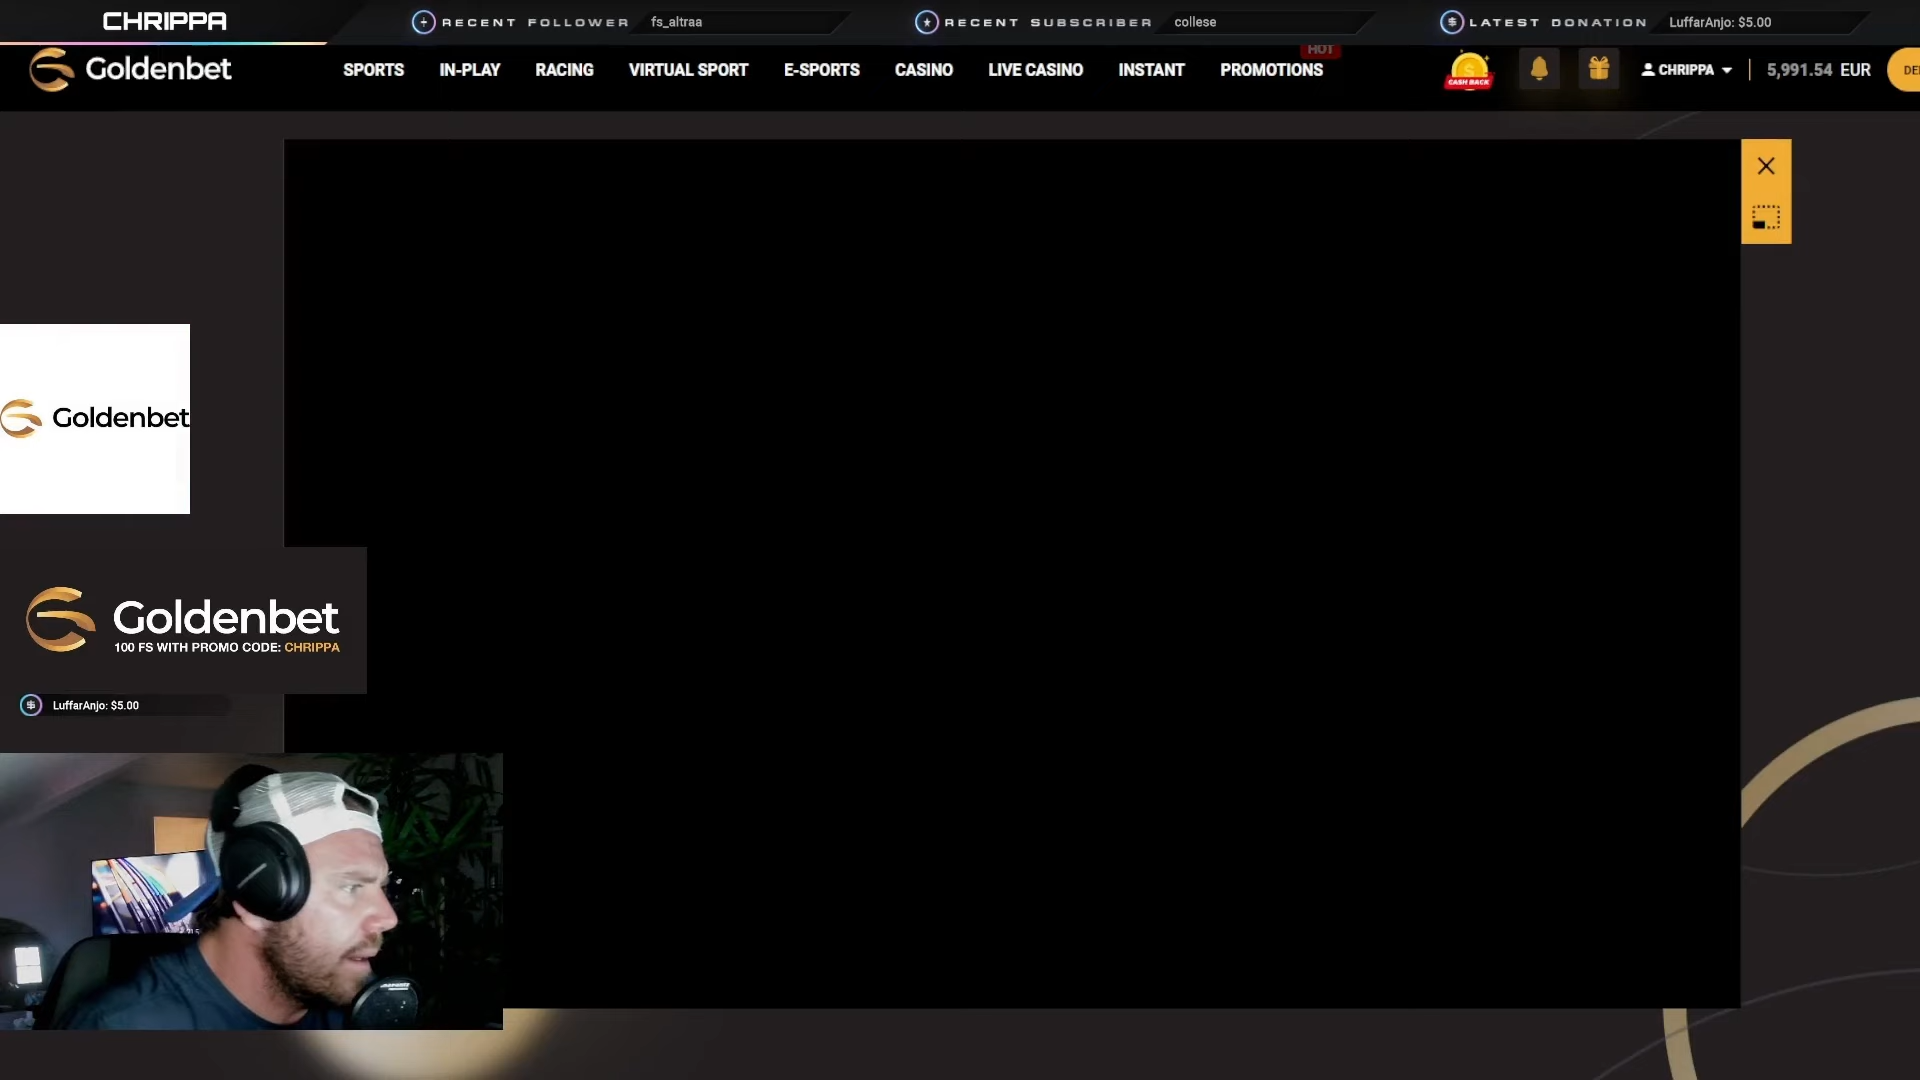 CHRIPPA
RECENT FOLLOWER fs_altraa
RECENT SUBSCRIBER collese
LATEST DONATION LuffarAnjo: $5.00
Goldenbet
SPORTS IN-PLAY RACING VIRTUAL SPORT E-SPORTS CASINO LIVE CASINO INSTANT PROMOTIONS
HOT
CASH BACK
CHRIPPA
5,991.54 EUR
Goldenbet
Goldenbet
100 FS WITH PROMO CODE: CHRIPPA
LuffarAnjo: $5.00